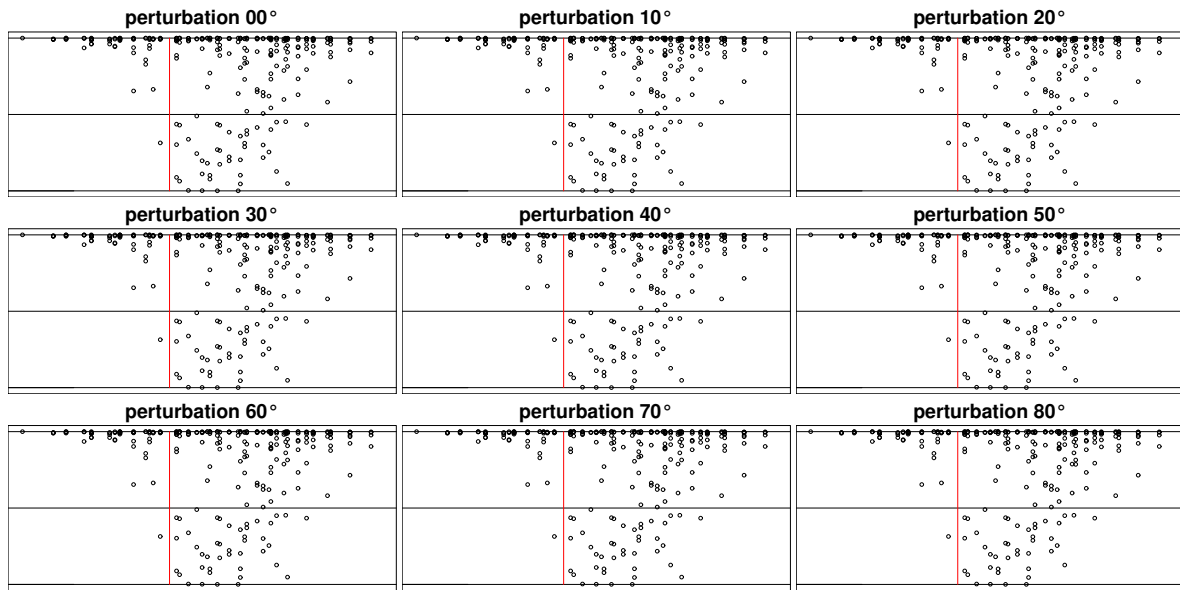 perturbation 00°
perturbation 10°
perturbation 20°
perturbation 30°
perturbation 40°
perturbation 50°
perturbation 60°
perturbation 70°
perturbation 80°